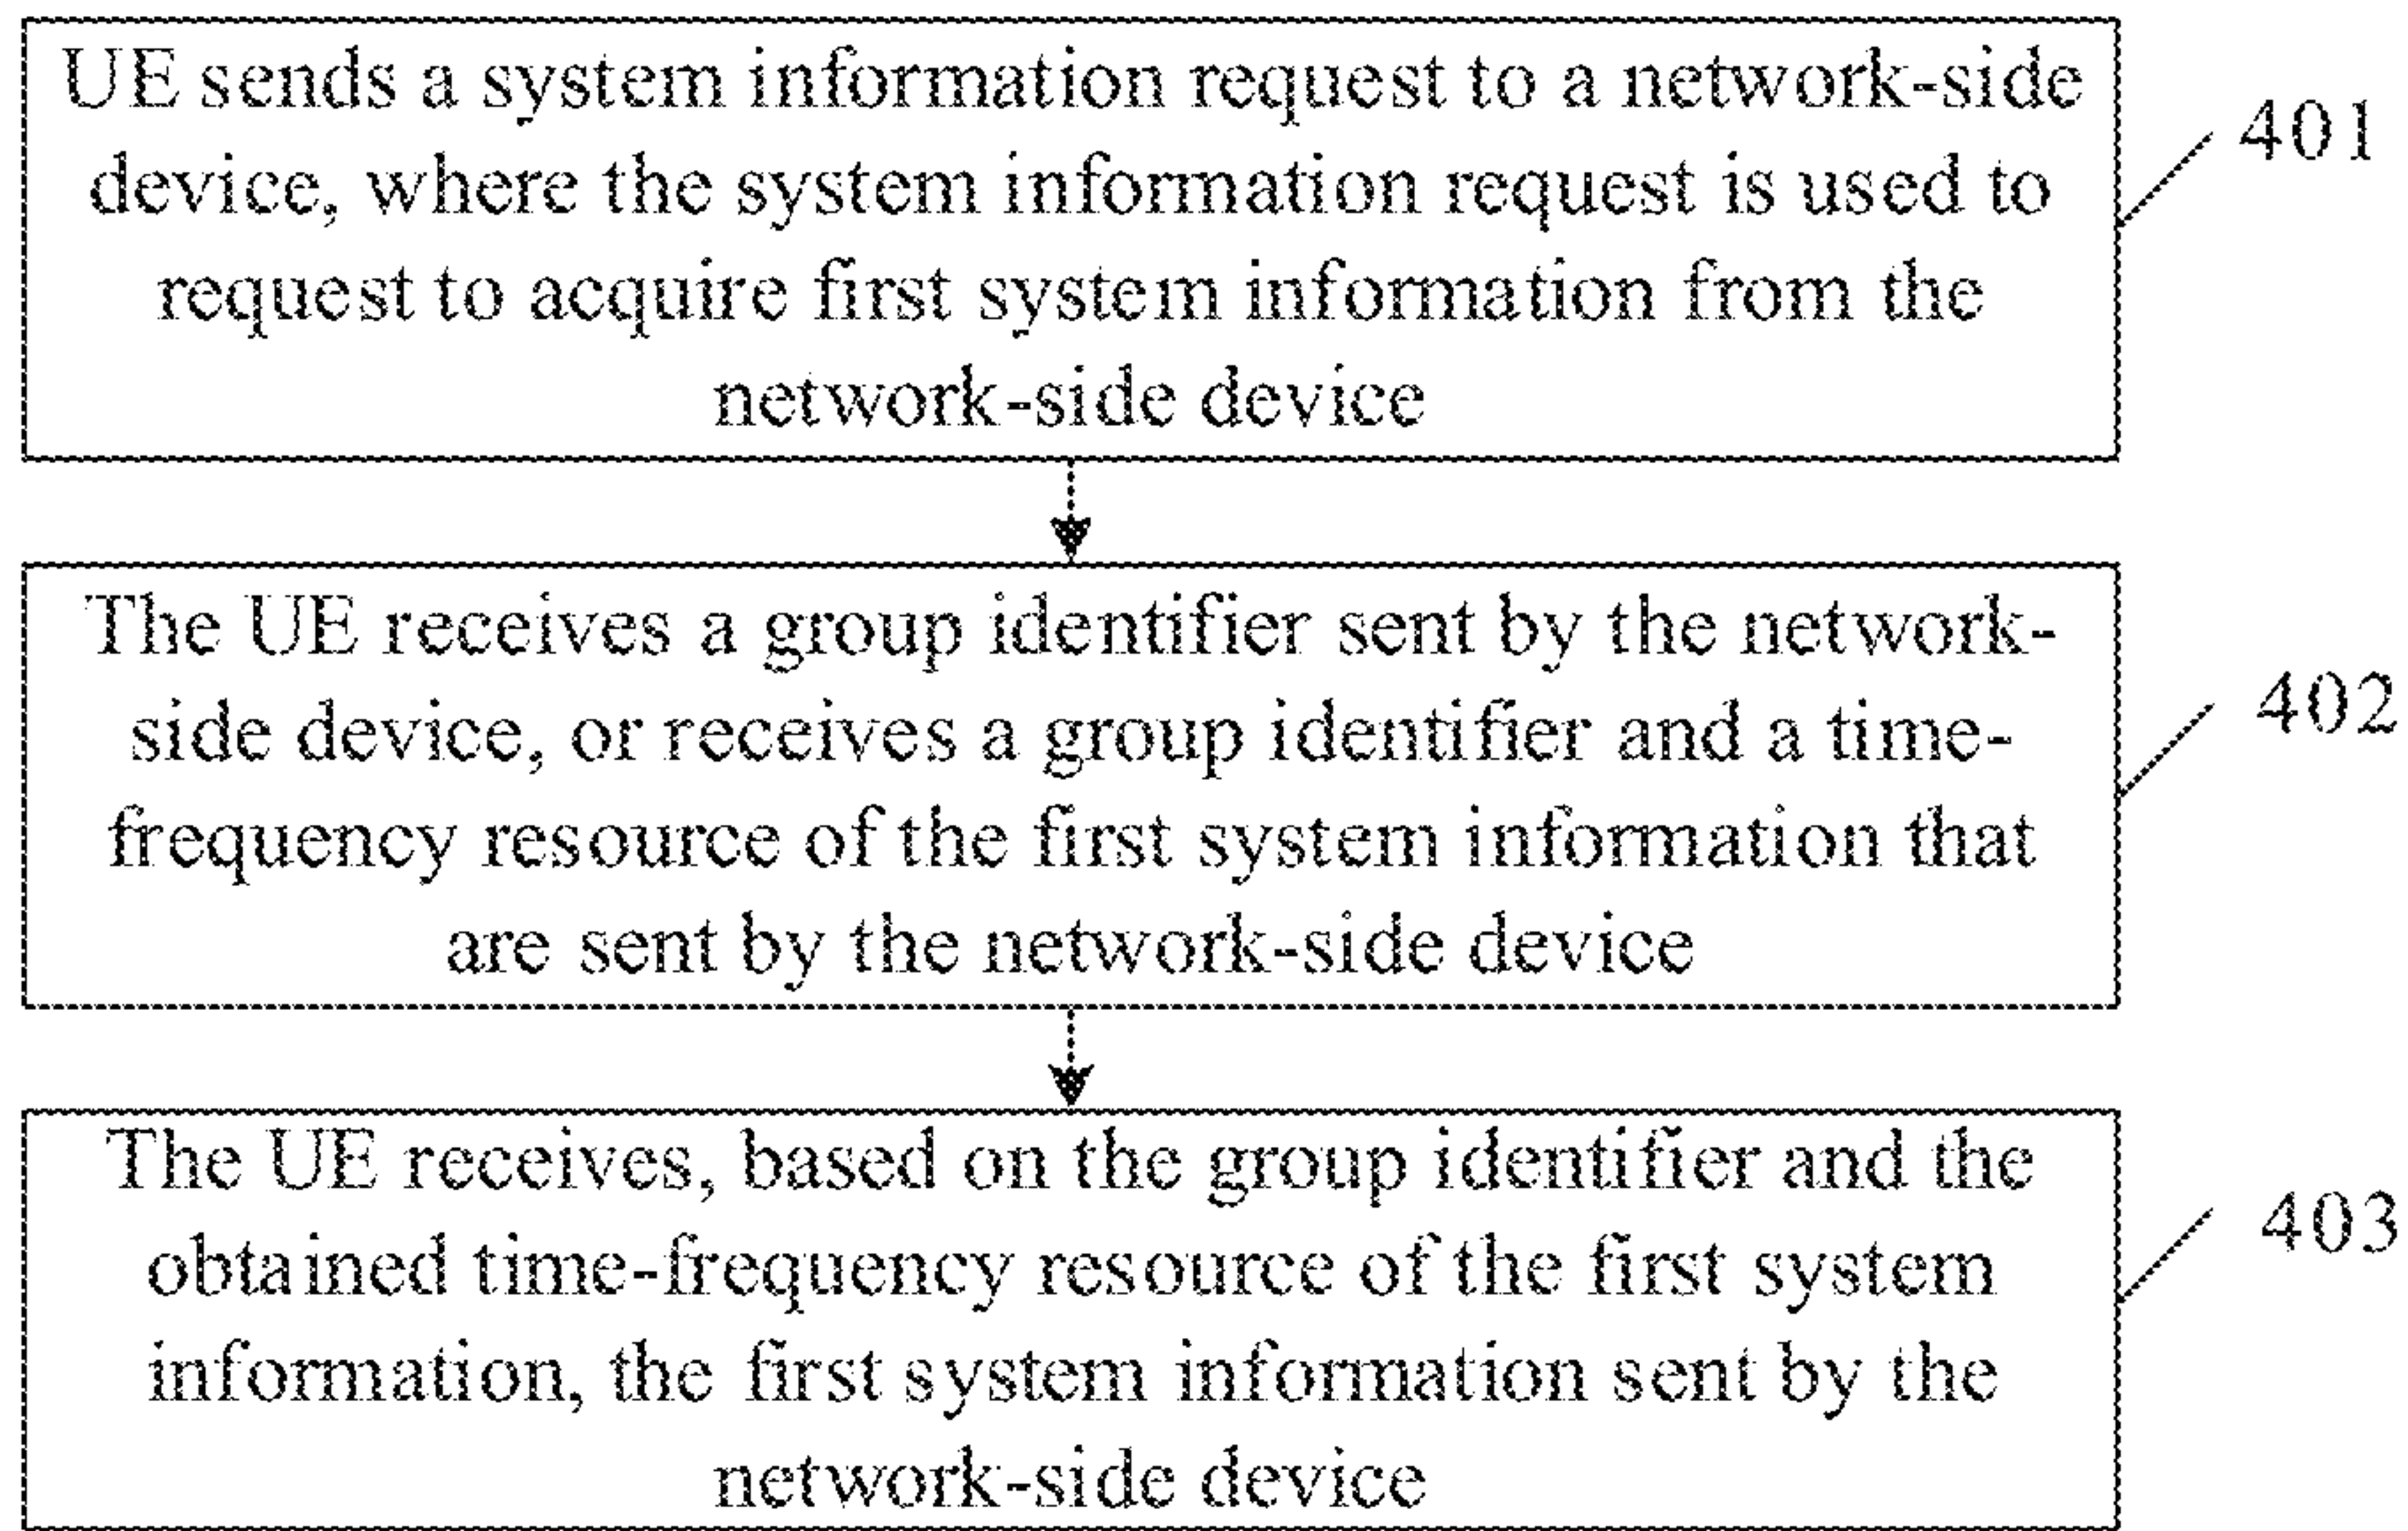 UE sends a system information request to a network-side
device, where the system information request is used to
request to acquire first system information from the
network-side device
401
The UE receives a group identifier sent by the network-
side device, or receives a group identifier and a time-
frequency resource of the first system information that
are sent by the network-side device
402
The UE receives, based on the group identifier and the
obtained time-frequency resource of the first system
information, the first system information sent by the
network-side device
403